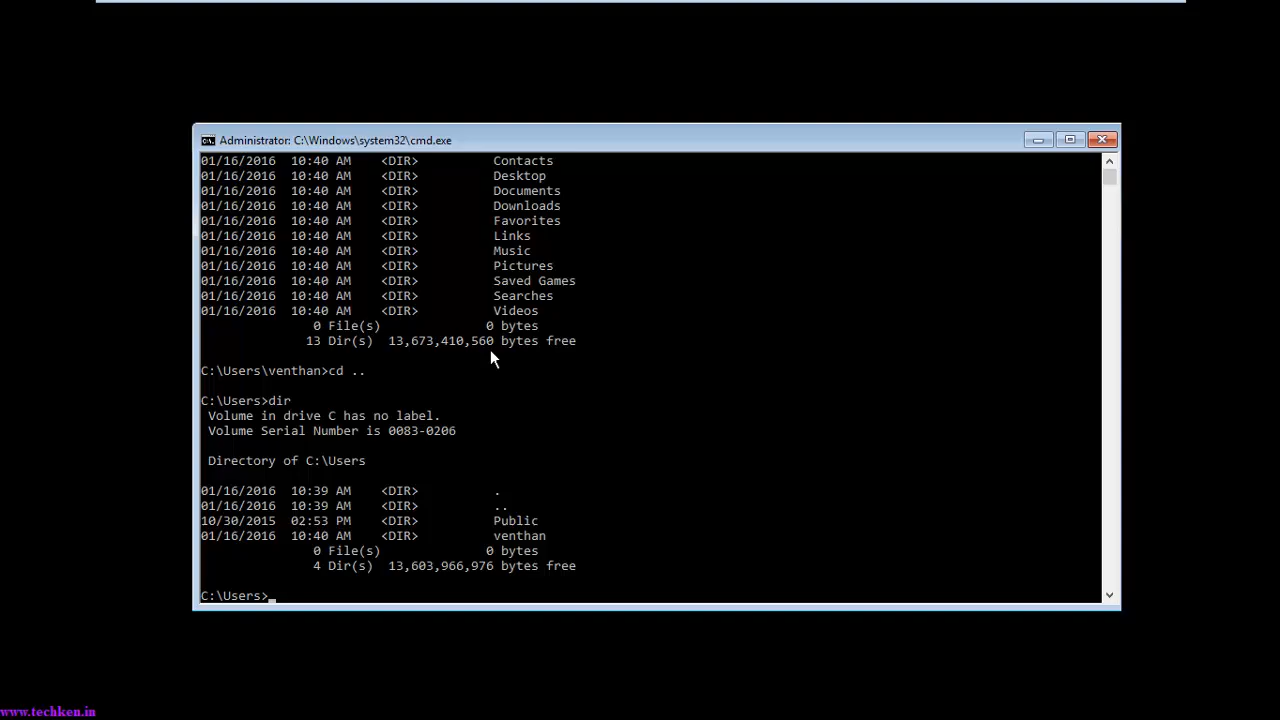 Administrator: C:\Windows\system32\cmd.exe
01/16/2016  10:40 AM    <DIR>          Contacts
01/16/2016  10:40 AM    <DIR>          Desktop
01/16/2016  10:40 AM    <DIR>          Documents
01/16/2016  10:40 AM    <DIR>          Downloads
01/16/2016  10:40 AM    <DIR>          Favorites
01/16/2016  10:40 AM    <DIR>          Links
01/16/2016  10:40 AM    <DIR>          Music
01/16/2016  10:40 AM    <DIR>          Pictures
01/16/2016  10:40 AM    <DIR>          Saved Games
01/16/2016  10:40 AM    <DIR>          Searches
01/16/2016  10:40 AM    <DIR>          Videos
0 File(s)              0 bytes
13 Dir(s)  13,673,410,560 bytes free
C:\Users\venthan>cd ..
C:\Users>dir
Volume in drive C has no label.
Volume Serial Number is 0083-0206
Directory of C:\Users
01/16/2016  10:39 AM    <DIR>          .
01/16/2016  10:39 AM    <DIR>          ..
10/30/2015  02:53 PM    <DIR>          Public
01/16/2016  10:40 AM    <DIR>          venthan
0 File(s)              0 bytes
4 Dir(s)  13,603,966,976 bytes free
C:\Users>_
www.techken.in